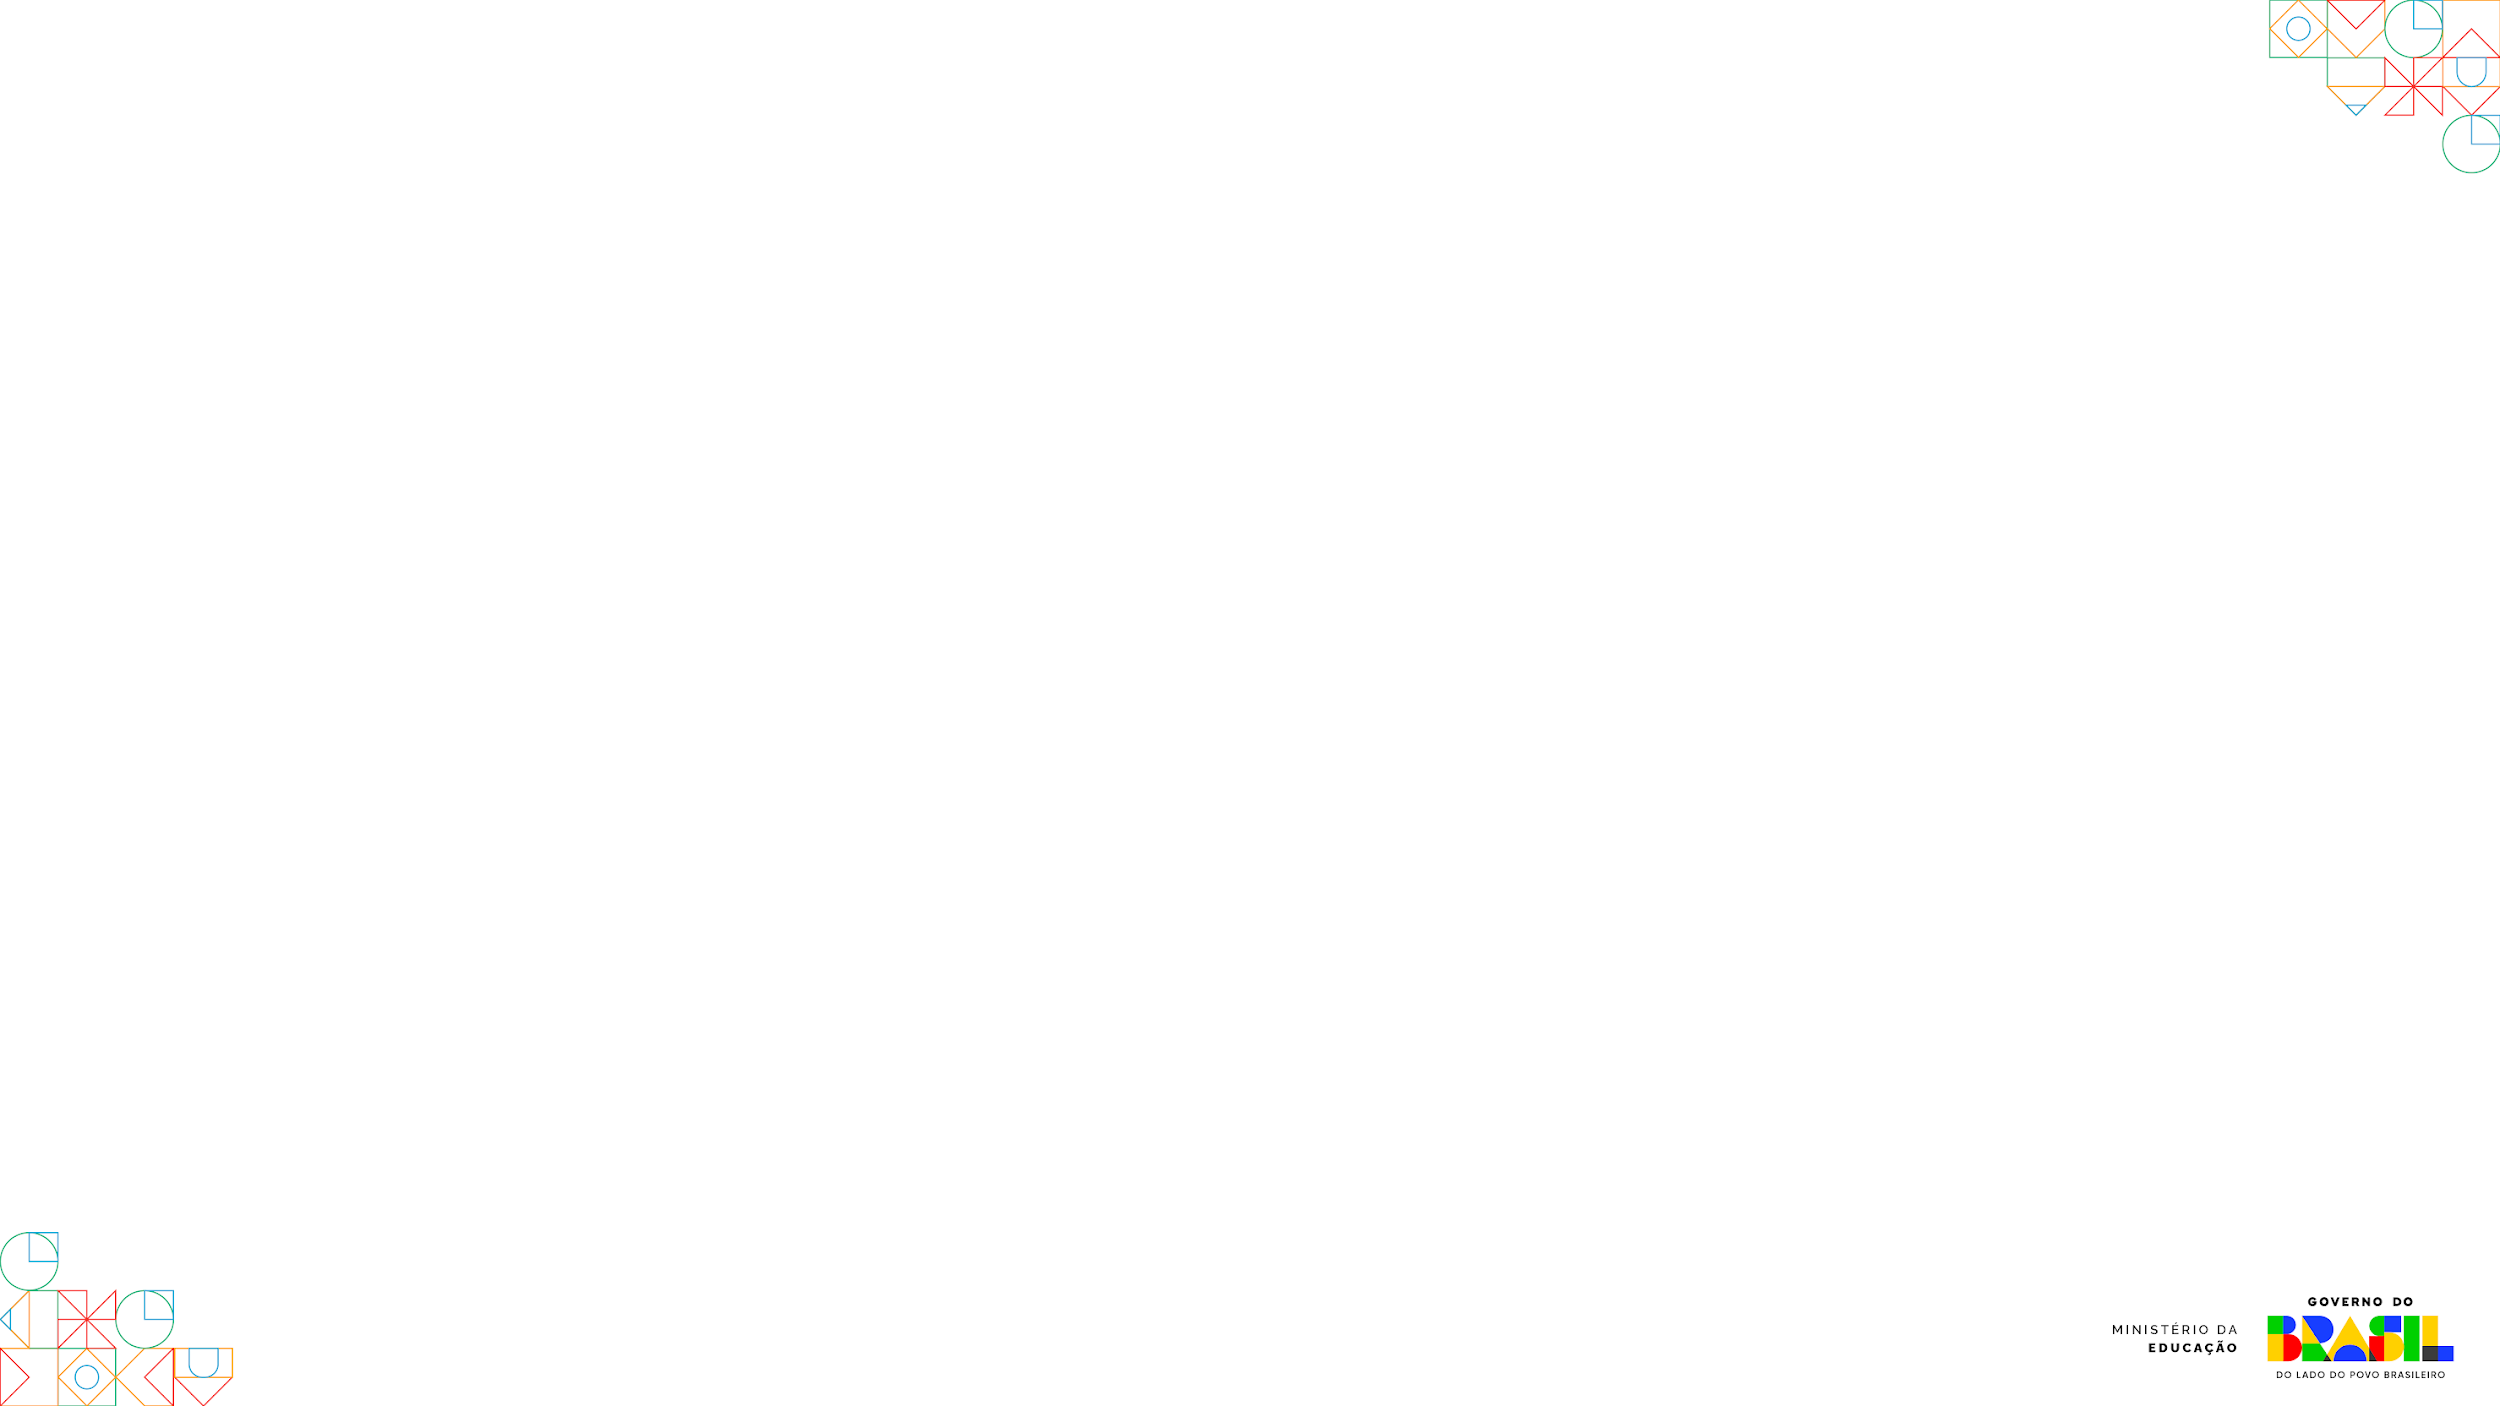 MINISTÉRIO DA
EDUCAÇÃO
GOVERNO DO
BRASIL
DO LADO DO POVO BRASILEIRO